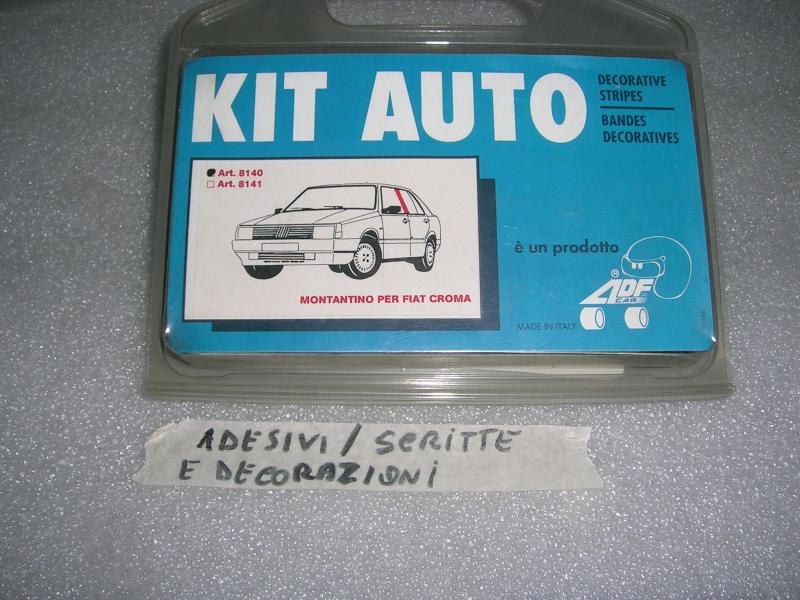 KIT AUTO
DECORATIVE
STRIPES
BANDES
DECORATIVES
Art. 8140
Art. 8141
MONTANTINO PER FIAT CROMA
è un prodotto
® ADF
CAR
MADE IN ITALY
ADESIVI / SCRITTE
E DECORAZIONI